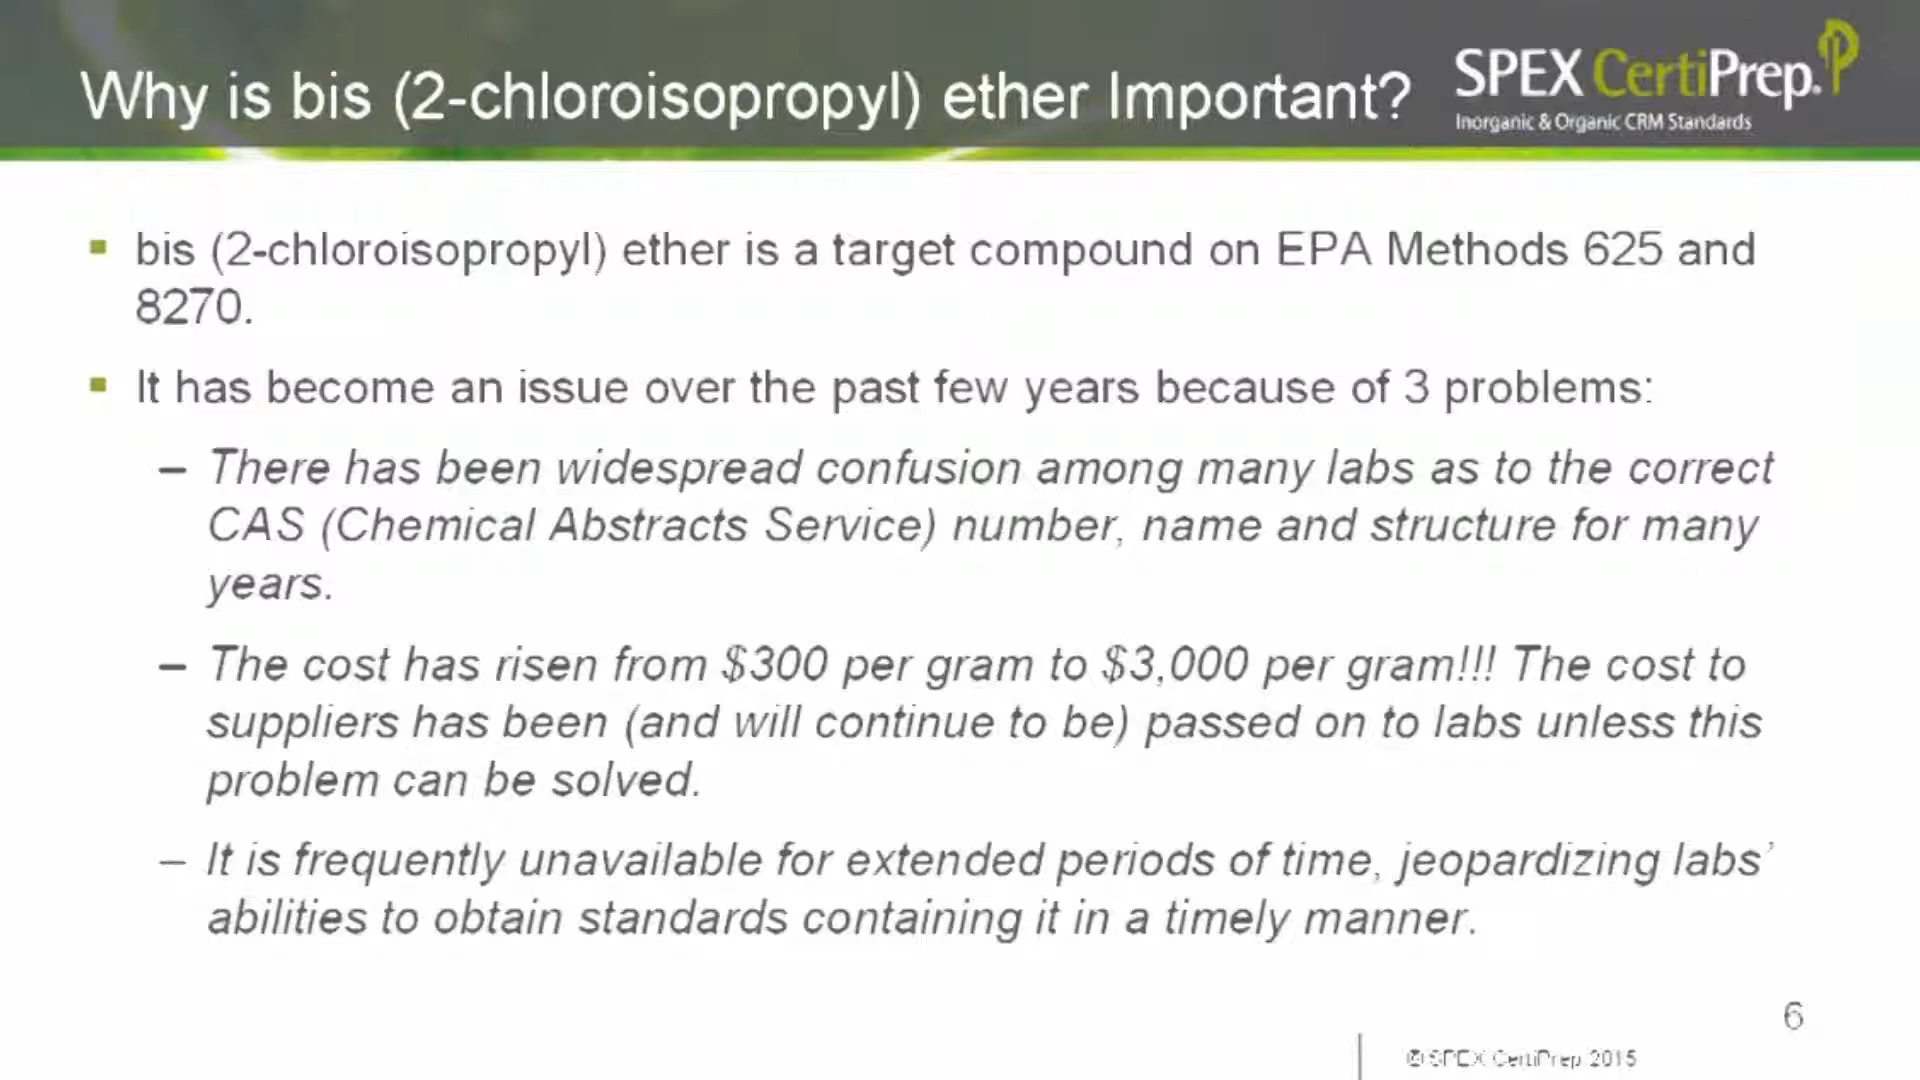 Why is bis (2-chloroisopropyl) ether Important?
SPEX CertiPrep.
Inorganic & Organic CRM Standards
▪ bis (2-chloroisopropyl) ether is a target compound on EPA Methods 625 and
8270.
▪ It has become an issue over the past few years because of 3 problems:
– There has been widespread confusion among many labs as to the correct
CAS (Chemical Abstracts Service) number, name and structure for many
years.
– The cost has risen from $300 per gram to $3,000 per gram!!! The cost to
suppliers has been (and will continue to be) passed on to labs unless this
problem can be solved.
– It is frequently unavailable for extended periods of time, jeopardizing labs’
abilities to obtain standards containing it in a timely manner.
6
© SPEX CertiPrep 2015